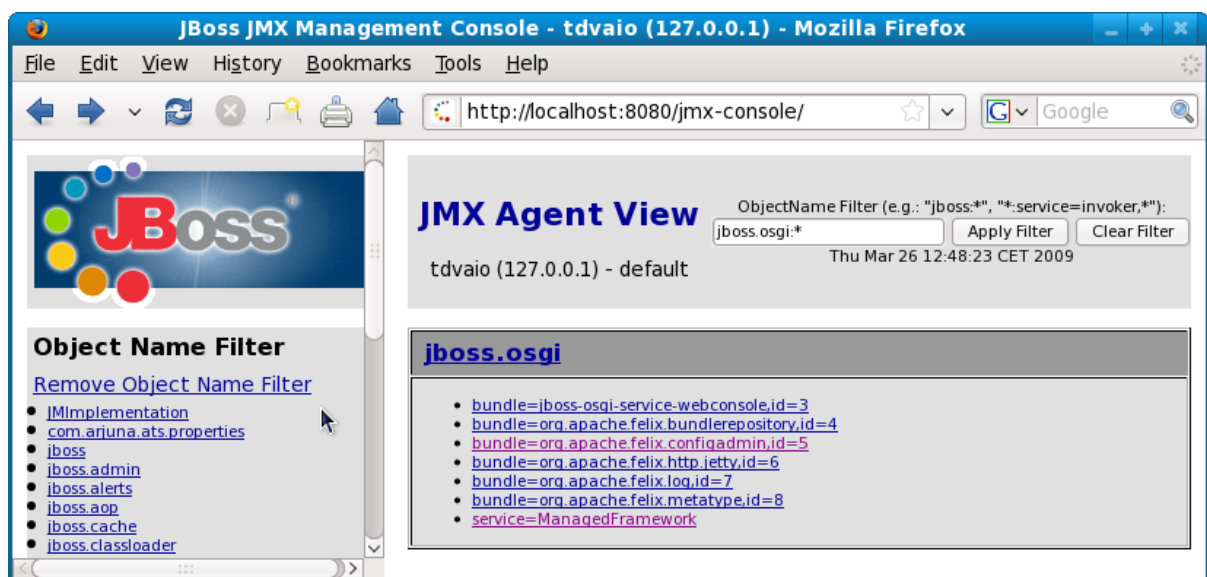 JBoss JMX Management Console - tdvaio (127.0.0.1) - Mozilla Firefox
File Edit View History Bookmarks Tools Help
http://localhost:8080/jmx-console/
G Google
JBoss
JMX Agent View
tdvaio (127.0.0.1) - default
ObjectName Filter (e.g.: "jboss:*", "*:service=invoker,*"):
jboss.osgi:* Apply Filter Clear Filter
Thu Mar 26 12:48:23 CET 2009
Object Name Filter
Remove Object Name Filter
JMImplementation
com.arjuna.ats.properties
jboss
jboss.admin
jboss.alerts
jboss.aop
jboss.cache
jboss.classloader
jboss.osgi
bundle=jboss-osgi-service-webconsole,id=3
bundle=org.apache.felix.bundlerepository,id=4
bundle=org.apache.felix.configadmin,id=5
bundle=org.apache.felix.http.jetty,id=6
bundle=org.apache.felix.log,id=7
bundle=org.apache.felix.metatype,id=8
service=ManagedFramework